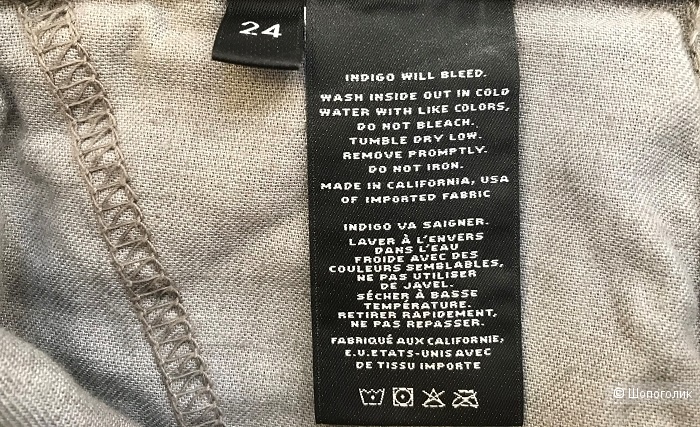 24
INDIGO WILL BLEED.
WASH INSIDE OUT IN COLD
WATER WITH LIKE COLORS,
DO NOT BLEACH.
TUMBLE DRY LOW.
REMOVE PROMPTLY.
DO NOT IRON.
MADE IN CALIFORNIA, USA
OF IMPORTED FABRIC
INDIGO VA SAIGNER.
LAVER À L'ENVERS
DANS L'EAU
FROIDE AVEC DES
COULEURS SEMBLABLES,
NE PAS UTILISER
DE JAVEL.
SÉCHER À BASSE
TEMPÉRATURE.
RETIRER RAPIDEMENT,
NE PAS REPASSER.
FABRIQUÉ AUX CALIFORNIE,
E.U.ETATS-UNIS AVEC
DE TISSU IMPORTE
© Шопоголик